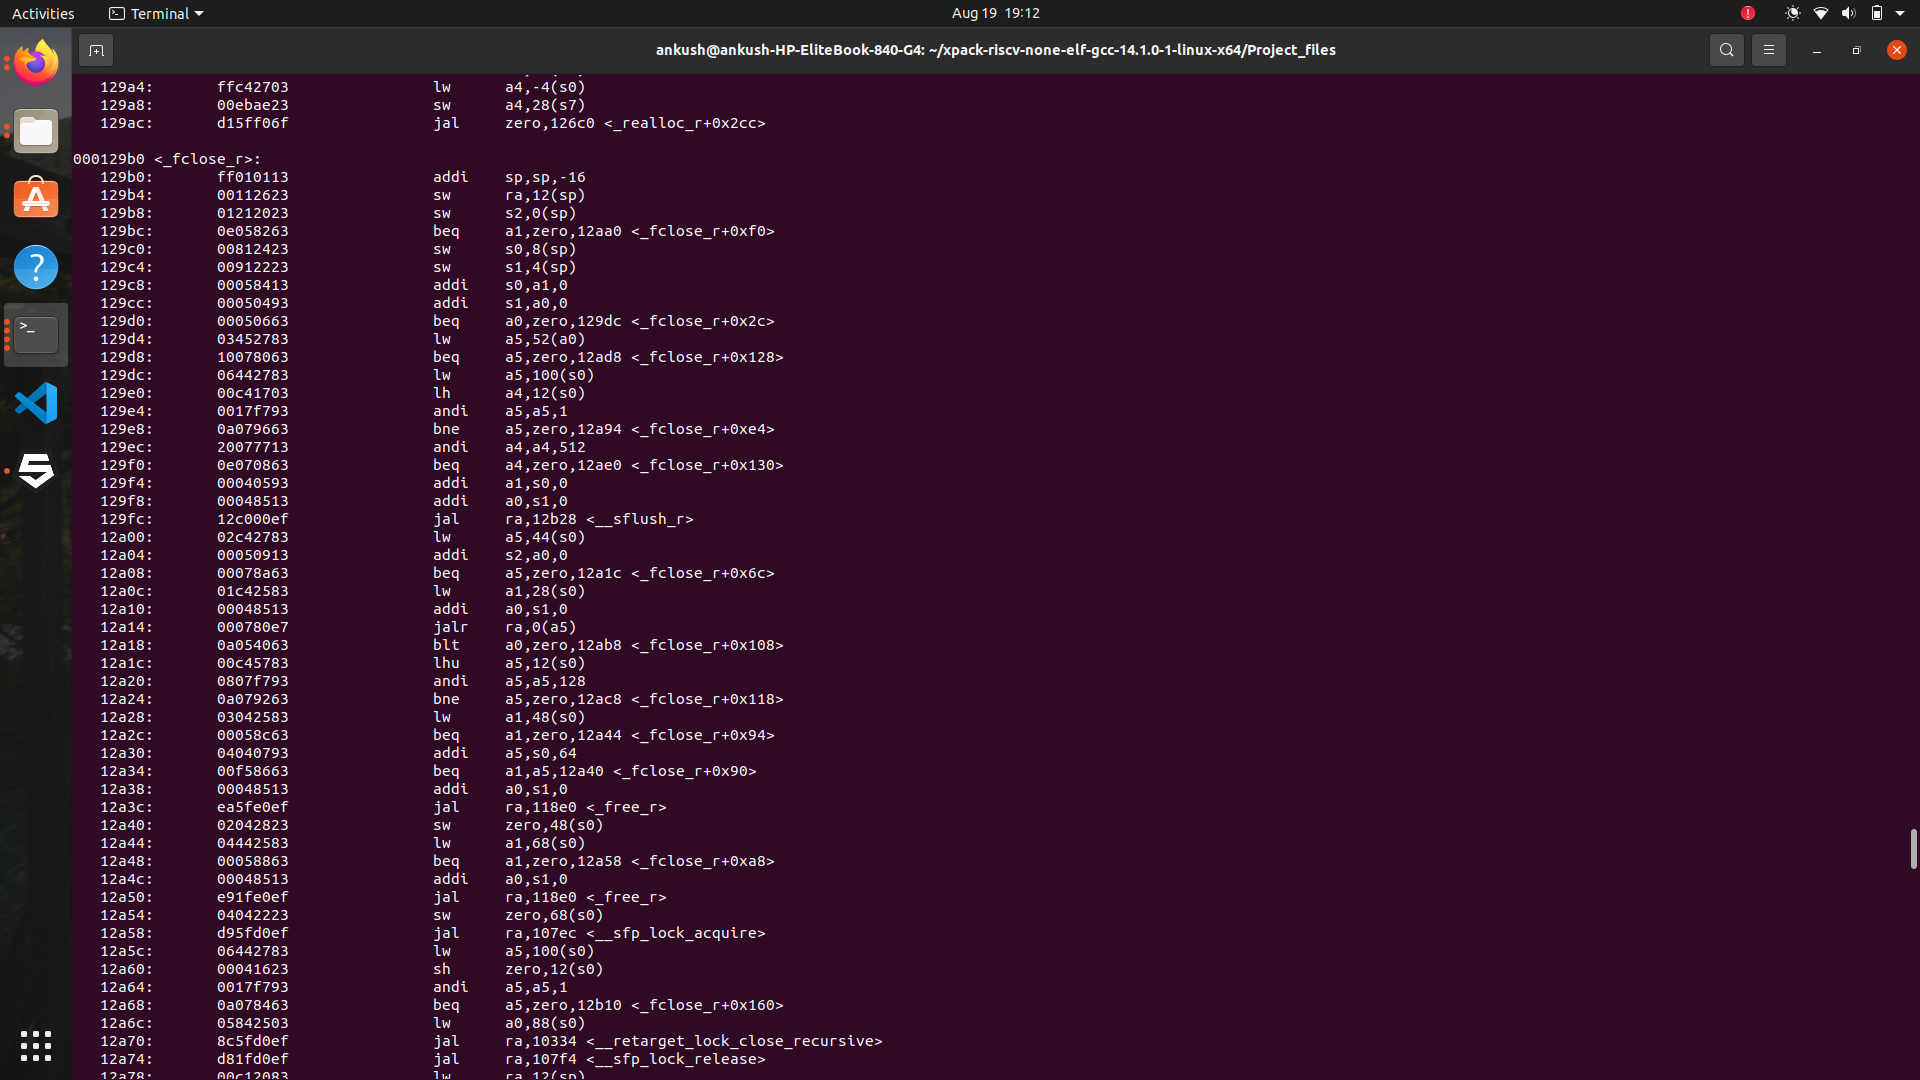 Activities
Terminal
Aug 19 19:12
ankush@ankush-HP-EliteBook-840-G4: ~/xpack-riscv-none-elf-gcc-14.1.0-1-linux-x64/Project_files
129a4: ffc42703 lw a4,-4(s0)
129a8: 00ebae23 sw a4,28(s7)
129ac: d15ff06f jal zero,126c0 <_realloc_r+0x2cc>
000129b0 <_fclose_r>:
129b0: ff010113 addi sp,sp,-16
129b4: 00112623 sw ra,12(sp)
129b8: 01212023 sw s2,0(sp)
129bc: 0e058263 beq a1,zero,12aa0 <_fclose_r+0xf0>
129c0: 00812423 sw s0,8(sp)
129c4: 00912223 sw s1,4(sp)
129c8: 00058413 addi s0,a1,0
129cc: 00050493 addi s1,a0,0
129d0: 00050663 beq a0,zero,129dc <_fclose_r+0x2c>
129d4: 03452783 lw a5,52(a0)
129d8: 10078063 beq a5,zero,12ad8 <_fclose_r+0x128>
129dc: 06442783 lw a5,100(s0)
129e0: 00c41703 lh a4,12(s0)
129e4: 0017f793 andi a5,a5,1
129e8: 0a079663 bne a5,zero,12a94 <_fclose_r+0xe4>
129ec: 20077713 andi a4,a4,512
129f0: 0e070863 beq a4,zero,12ae0 <_fclose_r+0x130>
129f4: 00040593 addi a1,s0,0
129f8: 00048513 addi a0,s1,0
129fc: 12c000ef jal ra,12b28 <__sflush_r>
12a00: 02c42783 lw a5,44(s0)
12a04: 00050913 addi s2,a0,0
12a08: 00078a63 beq a5,zero,12a1c <_fclose_r+0x6c>
12a0c: 01c42583 lw a1,28(s0)
12a10: 00048513 addi a0,s1,0
12a14: 000780e7 jalr ra,0(a5)
12a18: 0a054063 blt a0,zero,12ab8 <_fclose_r+0x108>
12a1c: 00c45783 lhu a5,12(s0)
12a20: 0807f793 andi a5,a5,128
12a24: 0a079263 bne a5,zero,12ac8 <_fclose_r+0x118>
12a28: 03042583 lw a1,48(s0)
12a2c: 00058c63 beq a1,zero,12a44 <_fclose_r+0x94>
12a30: 04040793 addi a5,s0,64
12a34: 00f58663 beq a1,a5,12a40 <_fclose_r+0x90>
12a38: 00048513 addi a0,s1,0
12a3c: ea5fe0ef jal ra,118e0 <_free_r>
12a40: 02042823 sw zero,48(s0)
12a44: 04442583 lw a1,68(s0)
12a48: 00058863 beq a1,zero,12a58 <_fclose_r+0xa8>
12a4c: 00048513 addi a0,s1,0
12a50: e91fe0ef jal ra,118e0 <_free_r>
12a54: 04042223 sw zero,68(s0)
12a58: d95fd0ef jal ra,107ec <__sfp_lock_acquire>
12a5c: 06442783 lw a5,100(s0)
12a60: 00041623 sh zero,12(s0)
12a64: 0017f793 andi a5,a5,1
12a68: 0a078463 beq a5,zero,12b10 <_fclose_r+0x160>
12a6c: 05842503 lw a0,88(s0)
12a70: 8c5fd0ef jal ra,10334 <__retarget_lock_close_recursive>
12a74: d81fd0ef jal ra,107f4 <__sfp_lock_release>
12a78: 00c12083 lw ra,12(sp)